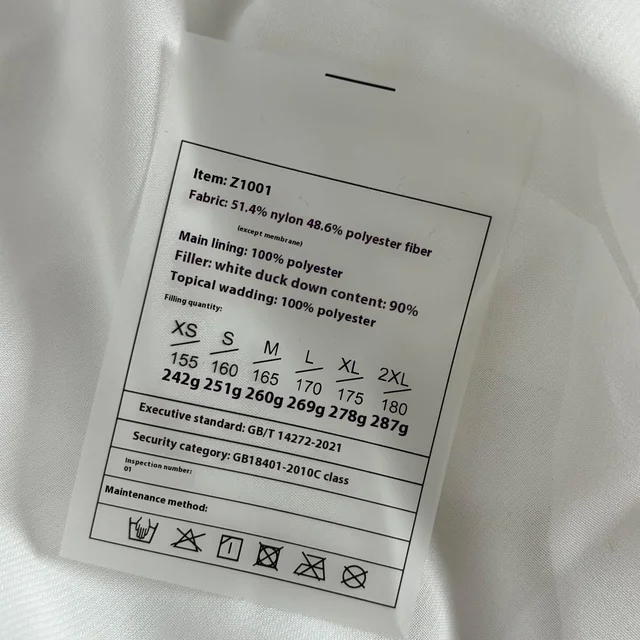 Item: Z1001
Fabric: 51.4% nylon 48.6% polyester fiber
(except membrane)
Main lining: 100% polyester
Filler: white duck down content: 90%
Topical wadding: 100% polyester
Filling quantity:
XS S M L XL 2XL
155 160 165 170 175 180
242g 251g 260g 269g 278g 287g
Executive standard: GB/T 14272-2021
Security category: GB18401-2010C class
Inspection number:
01
Maintenance method: